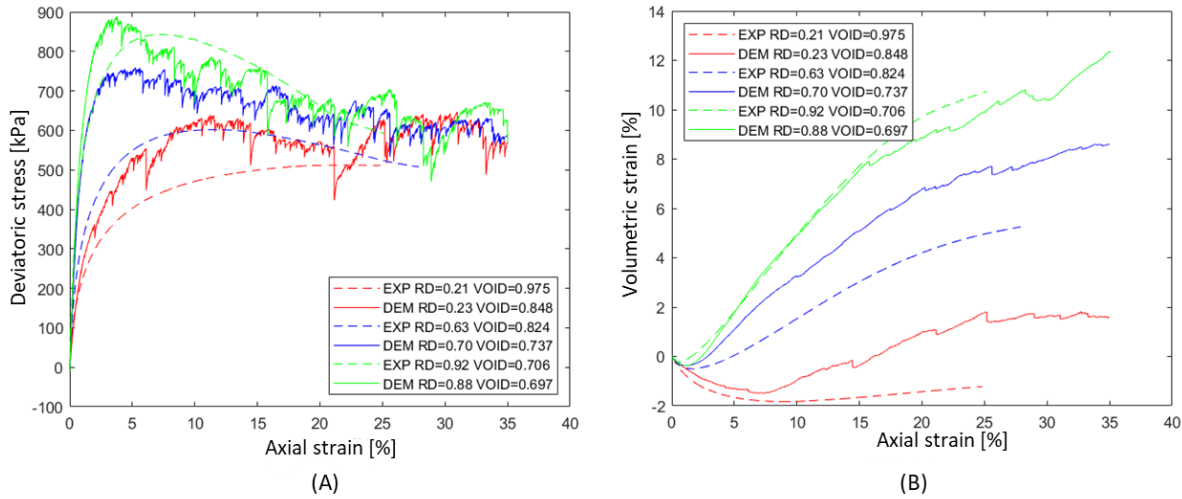 900
800
700
600
500
400
300
200
100
0
-100
Deviatoric stress [kPa]
EXP RD=0.21 VOID=0.975
DEM RD=0.23 VOID=0.848
EXP RD=0.63 VOID=0.824
DEM RD=0.70 VOID=0.737
EXP RD=0.92 VOID=0.706
DEM RD=0.88 VOID=0.697
0 5 10 15 20 25 30 35 40
Axial strain [%]
(A)
14
12
10
8
6
4
2
0
-2
Volumetric strain [%]
EXP RD=0.21 VOID=0.975
DEM RD=0.23 VOID=0.848
EXP RD=0.63 VOID=0.824
DEM RD=0.70 VOID=0.737
EXP RD=0.92 VOID=0.706
DEM RD=0.88 VOID=0.697
0 5 10 15 20 25 30 35 40
Axial strain [%]
(B)